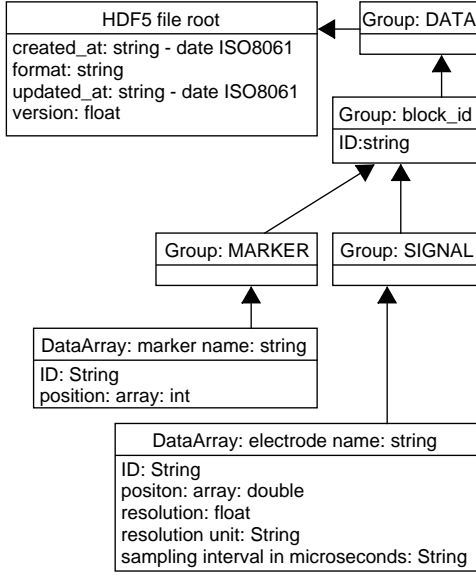 HDF5 file root
created_at: string - date ISO8061
format: string
updated_at: string - date ISO8061
version: float
Group: DATA
Group: block_id
ID:string
Group: MARKER
Group: SIGNAL
DataArray: marker name: string
ID: String
position: array: int
DataArray: electrode name: string
ID: String
positon: array: double
resolution: float
resolution unit: String
sampling interval in microseconds: String